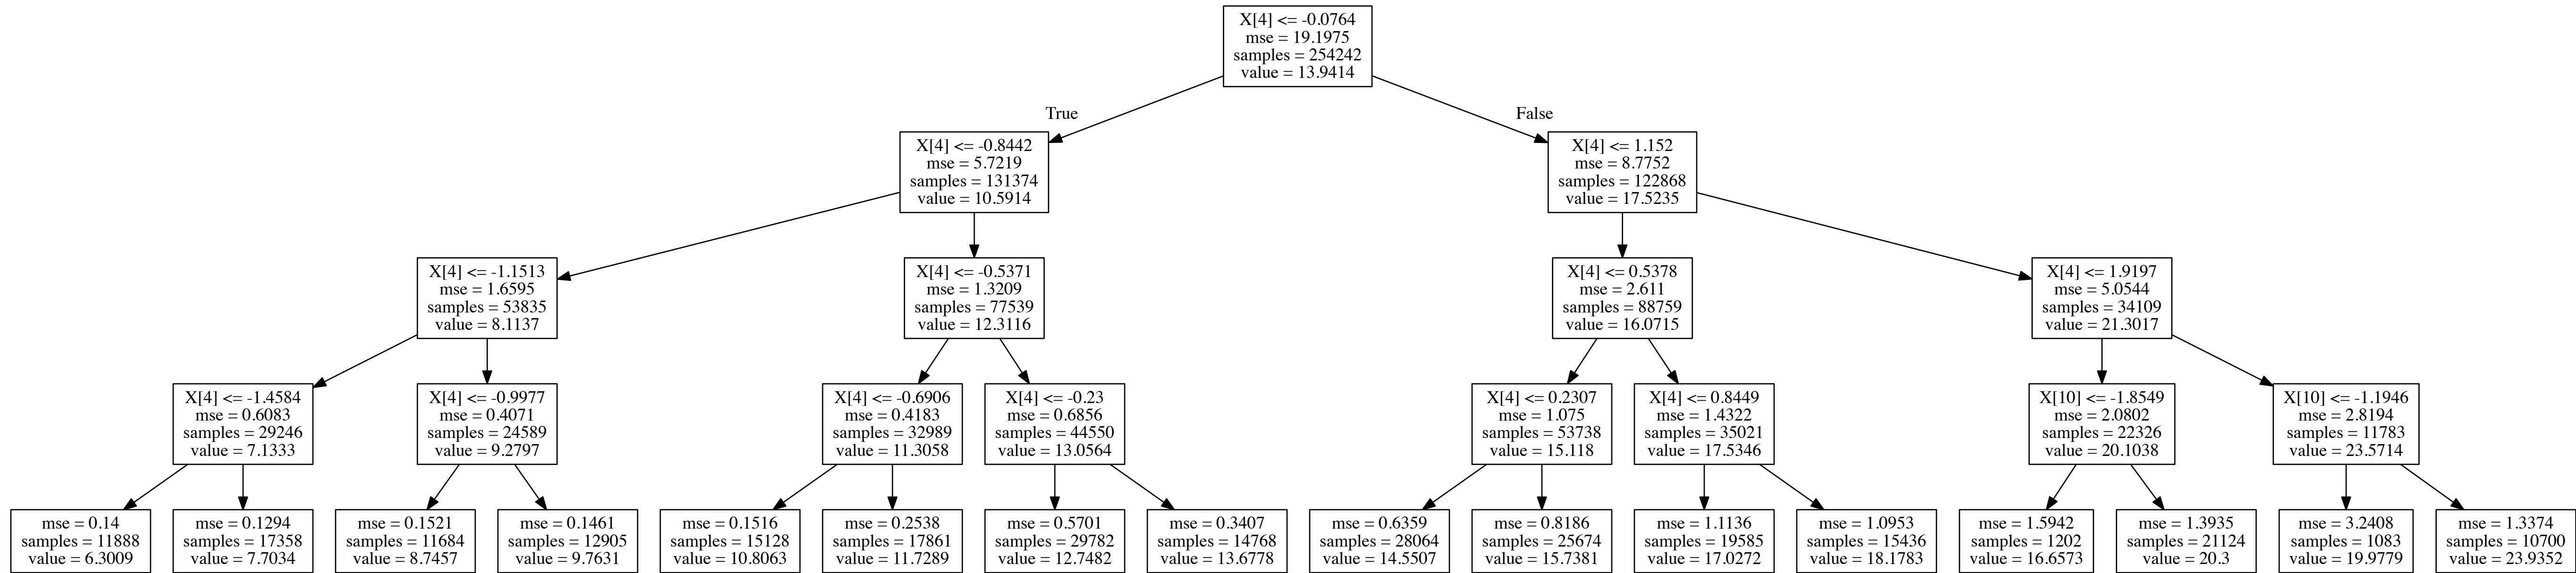 X[4] <= -0.0764
mse = 19.1975
samples = 254242
value = 13.9414
True
False
X[4] <= -0.8442
mse = 5.7219
samples = 131374
value = 10.5914
X[4] <= 1.152
mse = 8.7752
samples = 122868
value = 17.5235
X[4] <= -1.1513
mse = 1.6595
samples = 53835
value = 8.1137
X[4] <= -0.5371
mse = 1.3209
samples = 77539
value = 12.3116
X[4] <= 0.5378
mse = 2.611
samples = 88759
value = 16.0715
X[4] <= 1.9197
mse = 5.0544
samples = 34109
value = 21.3017
X[4] <= -1.4584
mse = 0.6083
samples = 29246
value = 7.1333
X[4] <= -0.9977
mse = 0.4071
samples = 24589
value = 9.2797
X[4] <= -0.6906
mse = 0.4183
samples = 32989
value = 11.3058
X[4] <= -0.23
mse = 0.6856
samples = 44550
value = 13.0564
X[4] <= 0.2307
mse = 1.075
samples = 53738
value = 15.118
X[4] <= 0.8449
mse = 1.4322
samples = 35021
value = 17.5346
X[10] <= -1.8549
mse = 2.0802
samples = 22326
value = 20.1038
X[10] <= -1.1946
mse = 2.8194
samples = 11783
value = 23.5714
mse = 0.14
samples = 11888
value = 6.3009
mse = 0.1294
samples = 17358
value = 7.7034
mse = 0.1521
samples = 11684
value = 8.7457
mse = 0.1461
samples = 12905
value = 9.7631
mse = 0.1516
samples = 15128
value = 10.8063
mse = 0.2538
samples = 17861
value = 11.7289
mse = 0.5701
samples = 29782
value = 12.7482
mse = 0.3407
samples = 14768
value = 13.6778
mse = 0.6359
samples = 28064
value = 14.5507
mse = 0.8186
samples = 25674
value = 15.7381
mse = 1.1136
samples = 19585
value = 17.0272
mse = 1.0953
samples = 15436
value = 18.1783
mse = 1.5942
samples = 1202
value = 16.6573
mse = 1.3935
samples = 21124
value = 20.3
mse = 3.2408
samples = 1083
value = 19.9779
mse = 1.3374
samples = 10700
value = 23.9352